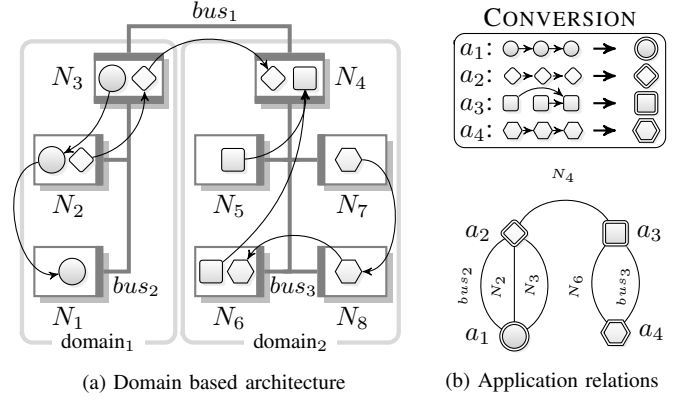 bus1
N3
N4
N2
N5
N7
N1
bus2
N6
bus3
N8
domain1
domain2
(a) Domain based architecture
CONVERSION
a1:
a2:
a3:
a4:
N4
a2
a3
bus2
N2
N3
N6
bus3
a1
a4
(b) Application relations